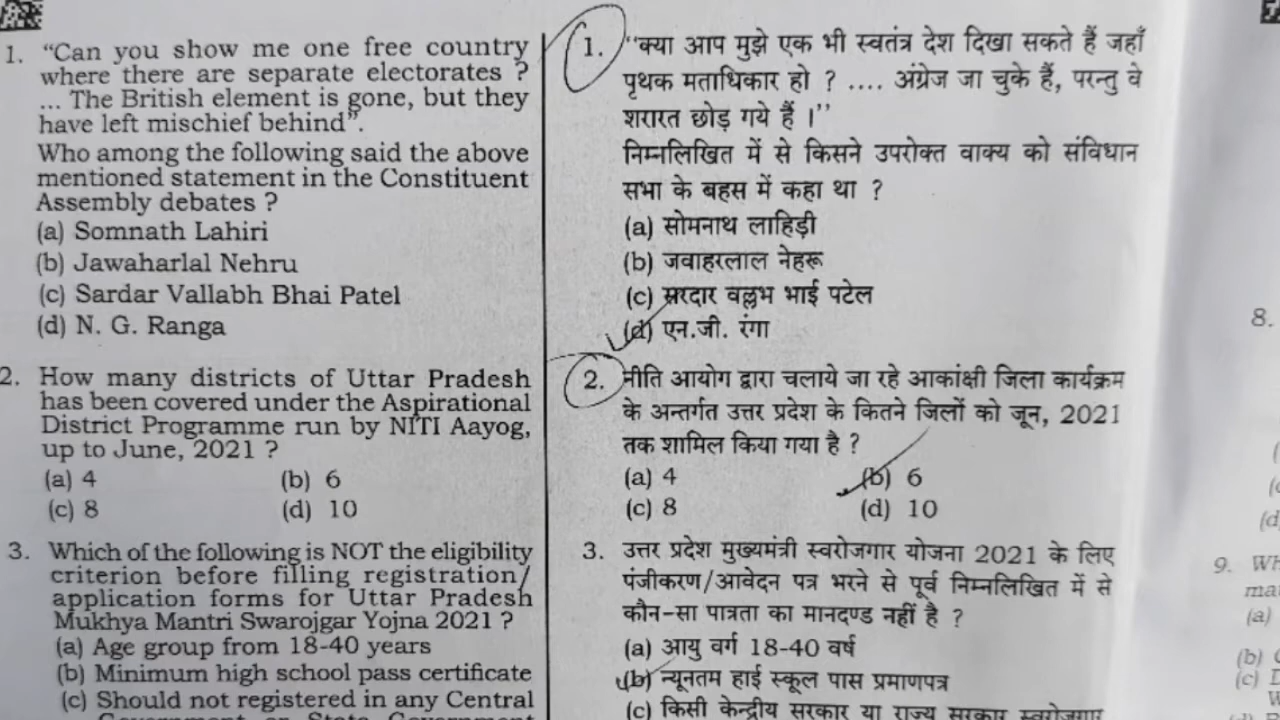 1. “Can you show me one free country
where there are separate electorates ?
... The British element is gone, but they
have left mischief behind”.
Who among the following said the above
mentioned statement in the Constituent
Assembly debates ?
(a) Somnath Lahiri
(b) Jawaharlal Nehru
(c) Sardar Vallabh Bhai Patel
(d) N. G. Ranga
2. How many districts of Uttar Pradesh
has been covered under the Aspirational
District Programme run by NITI Aayog,
up to June, 2021 ?
(a) 4 (b) 6
(c) 8 (d) 10
3. Which of the following is NOT the eligibility
criterion before filling registration/
application forms for Uttar Pradesh
Mukhya Mantri Swarojgar Yojna 2021 ?
(a) Age group from 18-40 years
(b) Minimum high school pass certificate
(c) Should not registered in any Central
Government or State Government
1. “क्या आप मुझे एक भी स्वतंत्र देश दिखा सकते हैं जहाँ
पृथक मताधिकार हो ? .... अंग्रेज जा चुके हैं, परन्तु वे
शरारत छोड़ गये हैं ।”
निम्नलिखित में से किसने उपरोक्त वाक्य को संविधान
सभा के बहस में कहा था ?
(a) सोमनाथ लाहिड़ी
(b) जवाहरलाल नेहरू
(c) सरदार वल्लभ भाई पटेल
(d) एन.जी. रंगा
2. नीति आयोग द्वारा चलाये जा रहे आकांक्षी जिला कार्यक्रम
के अन्तर्गत उत्तर प्रदेश के कितने जिलों को जून, 2021
तक शामिल किया गया है ?
(a) 4 (b) 6
(c) 8 (d) 10
3. उत्तर प्रदेश मुख्यमंत्री स्वरोजगार योजना 2021 के लिए
पंजीकरण/आवेदन पत्र भरने से पूर्व निम्नलिखित में से
कौन-सा पात्रता का मानदण्ड नहीं है ?
(a) आयु वर्ग 18-40 वर्ष
(b) न्यूनतम हाई स्कूल पास प्रमाणपत्र
(c) किसी केन्द्रीय सरकार या राज्य सरकार स्वरोजगार
8.
9.
(a)
(b)
(c)